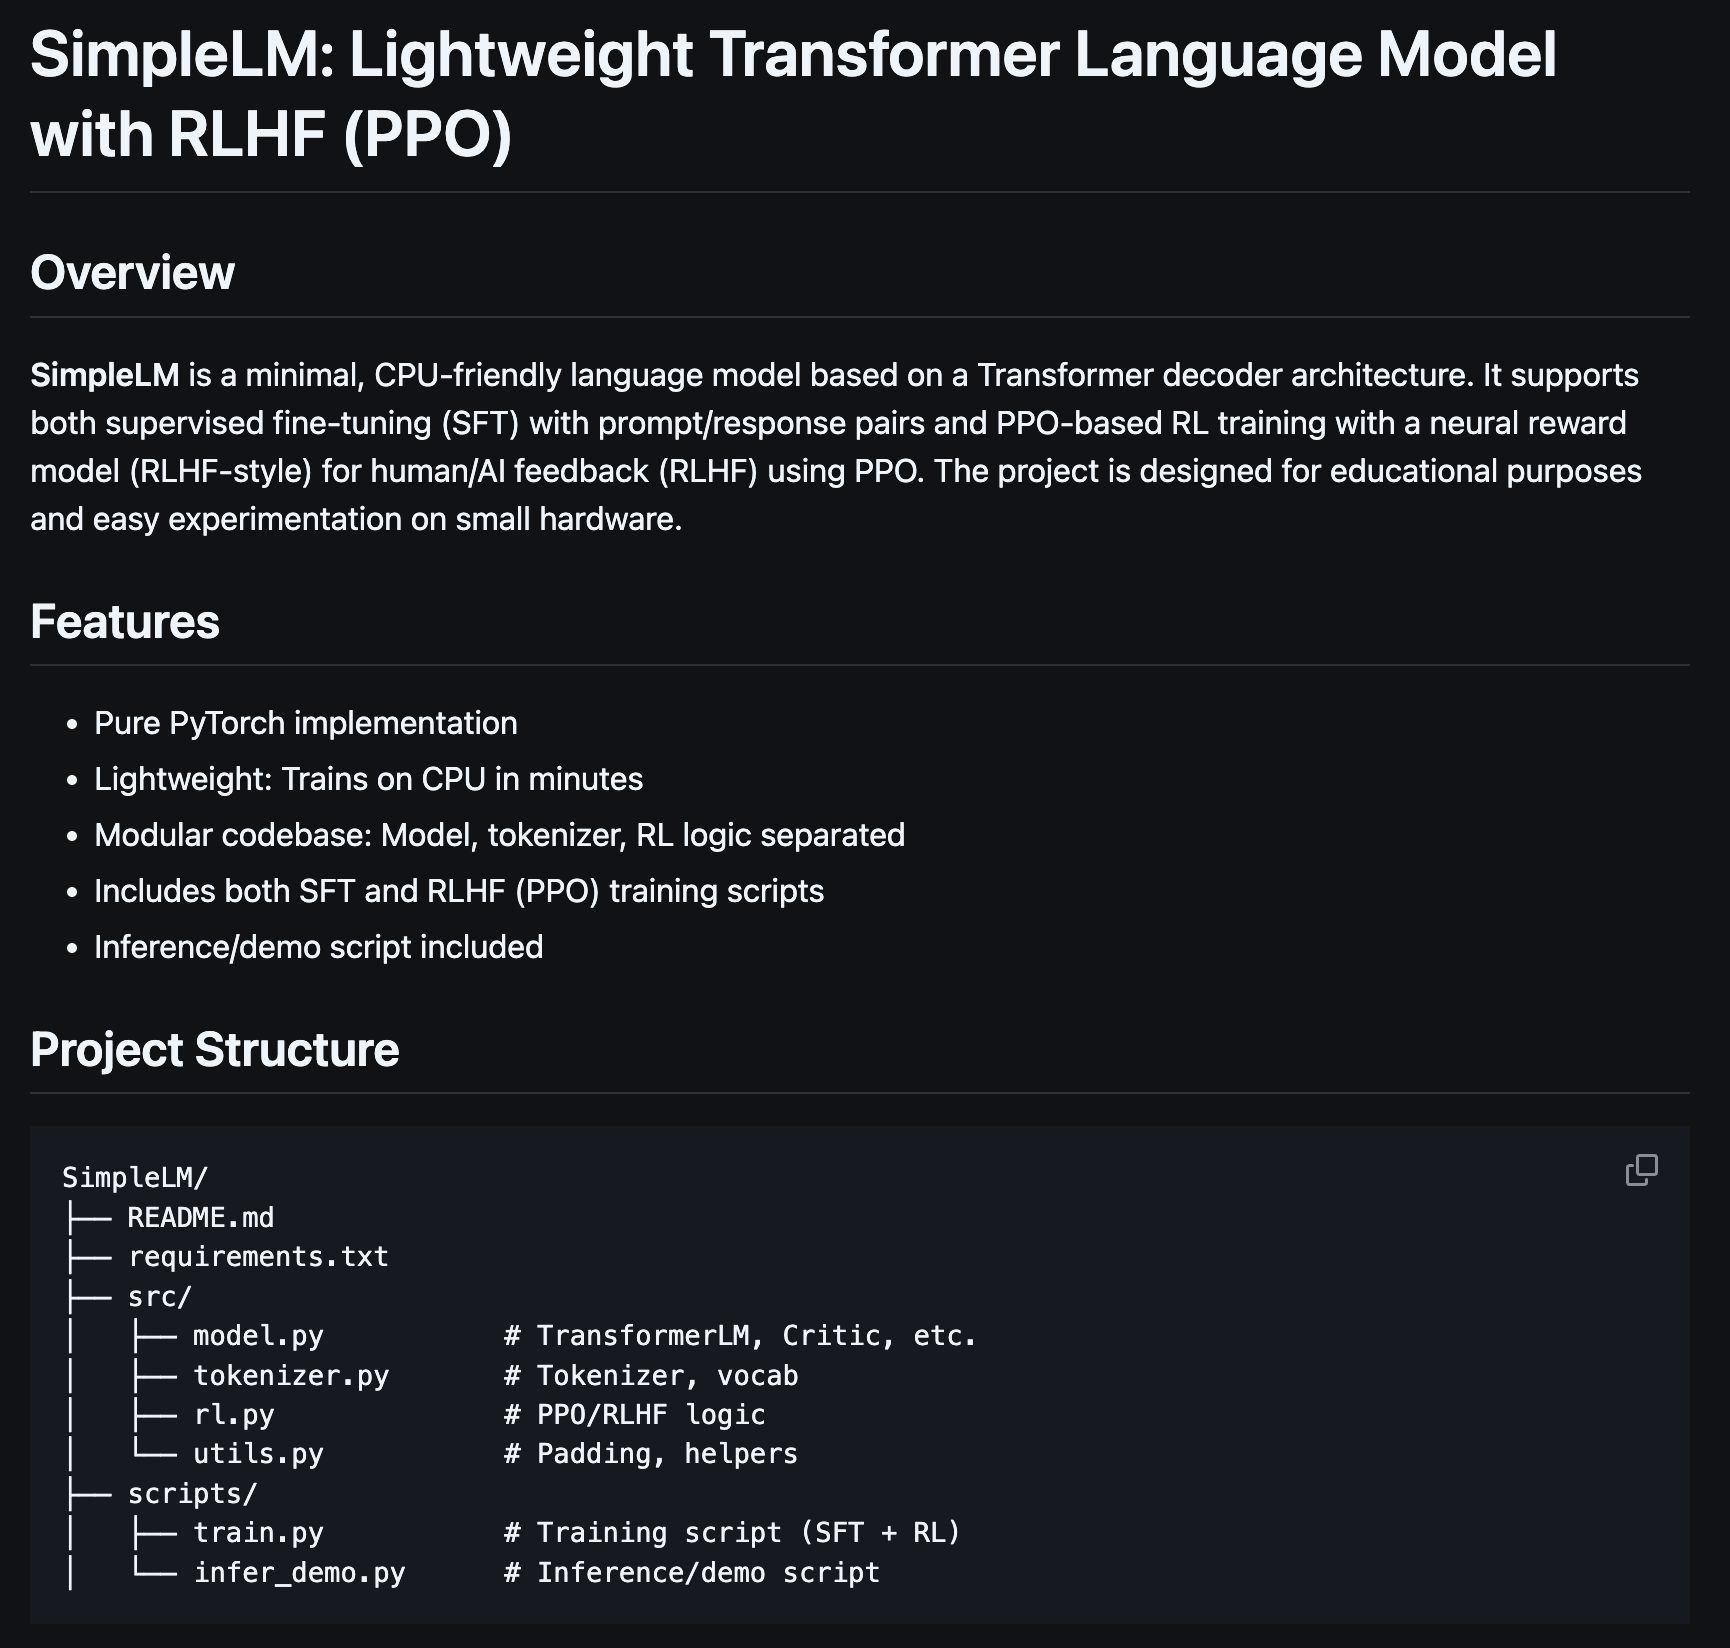 SimpleLM: Lightweight Transformer Language Model
with RLHF (PPO)
Overview
SimpleLM is a minimal, CPU-friendly language model based on a Transformer decoder architecture. It supports
both supervised fine-tuning (SFT) with prompt/response pairs and PPO-based RL training with a neural reward
model (RLHF-style) for human/AI feedback (RLHF) using PPO. The project is designed for educational purposes
and easy experimentation on small hardware.
Features
• Pure PyTorch implementation
• Lightweight: Trains on CPU in minutes
• Modular codebase: Model, tokenizer, RL logic separated
• Includes both SFT and RLHF (PPO) training scripts
• Inference/demo script included
Project Structure
SimpleLM/
├── README.md
├── requirements.txt
├── src/
│   ├── model.py           # TransformerLM, Critic, etc.
│   ├── tokenizer.py       # Tokenizer, vocab
│   ├── rl.py              # PPO/RLHF logic
│   └── utils.py           # Padding, helpers
├── scripts/
│   ├── train.py           # Training script (SFT + RL)
│   └── infer_demo.py      # Inference/demo script